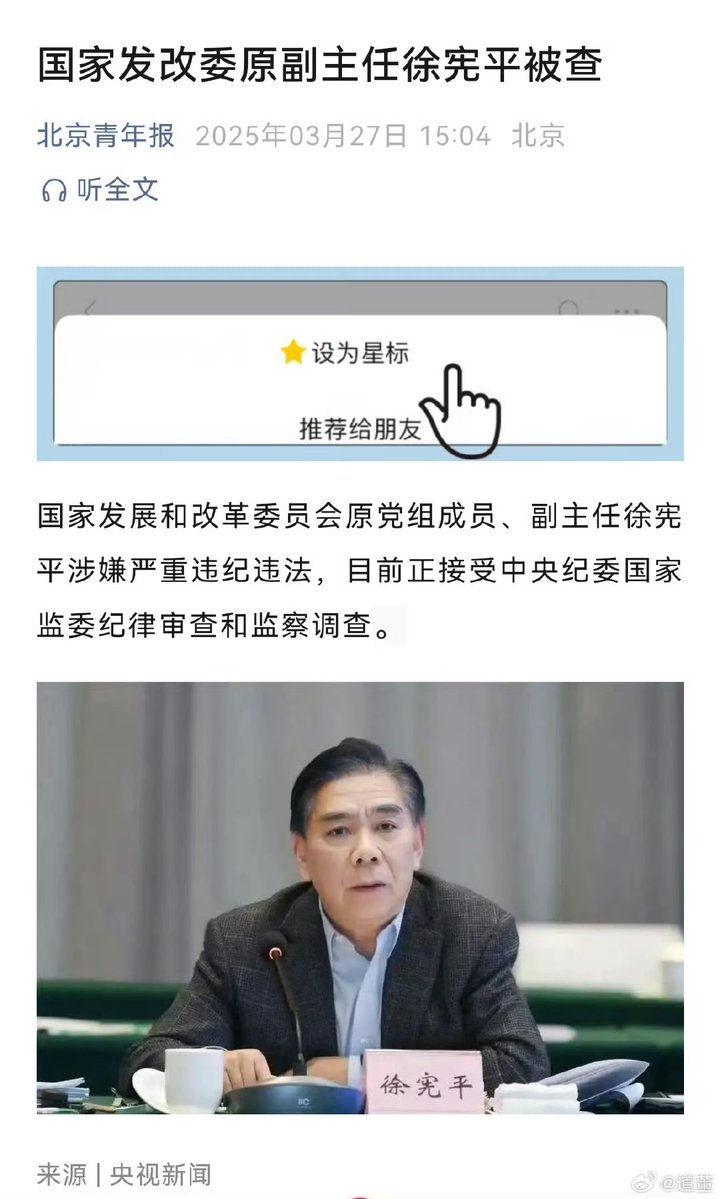 国家发改委原副主任徐宪平被查
北京青年报 2025年03月27日 15:04 北京
听全文
设为星标
推荐给朋友
国家发展和改革委员会原党组成员、副主任徐宪
平涉嫌严重违纪违法，目前正接受中央纪委国家
监委纪律审查和监察调查。
徐宪平
来源 | 央视新闻
@道堇